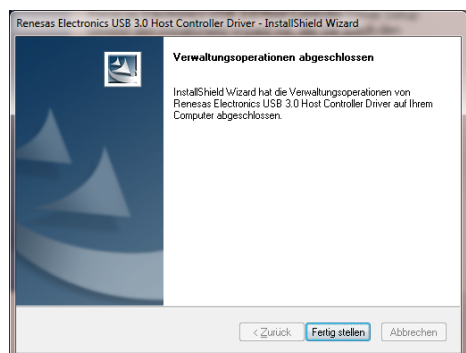 Renesas Electronics USB 3.0 Host Controller Driver - InstallShield Wizard
Verwaltungsoperationen abgeschlossen
InstallShield Wizard hat die Verwaltungsoperationen von
Renesas Electronics USB 3.0 Host Controller Driver auf Ihrem
Computer abgeschlossen.
< Zurück
Fertig stellen
Abbrechen